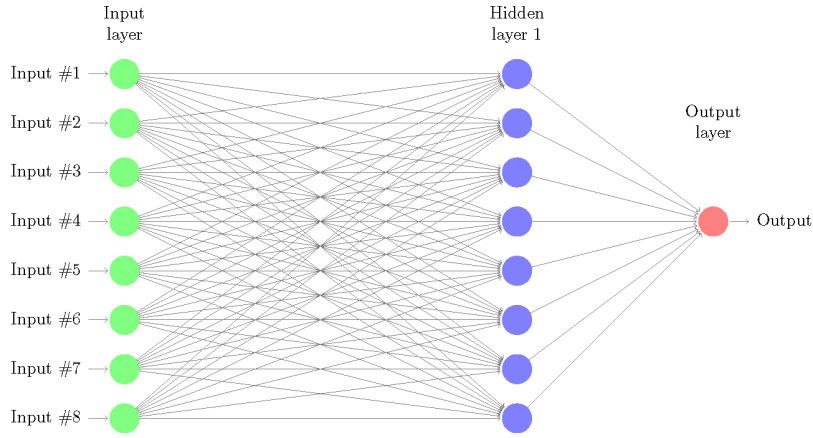 Input
layer
Hidden
layer 1
Output
layer
Input #1
Input #2
Input #3
Input #4
Input #5
Input #6
Input #7
Input #8
Output